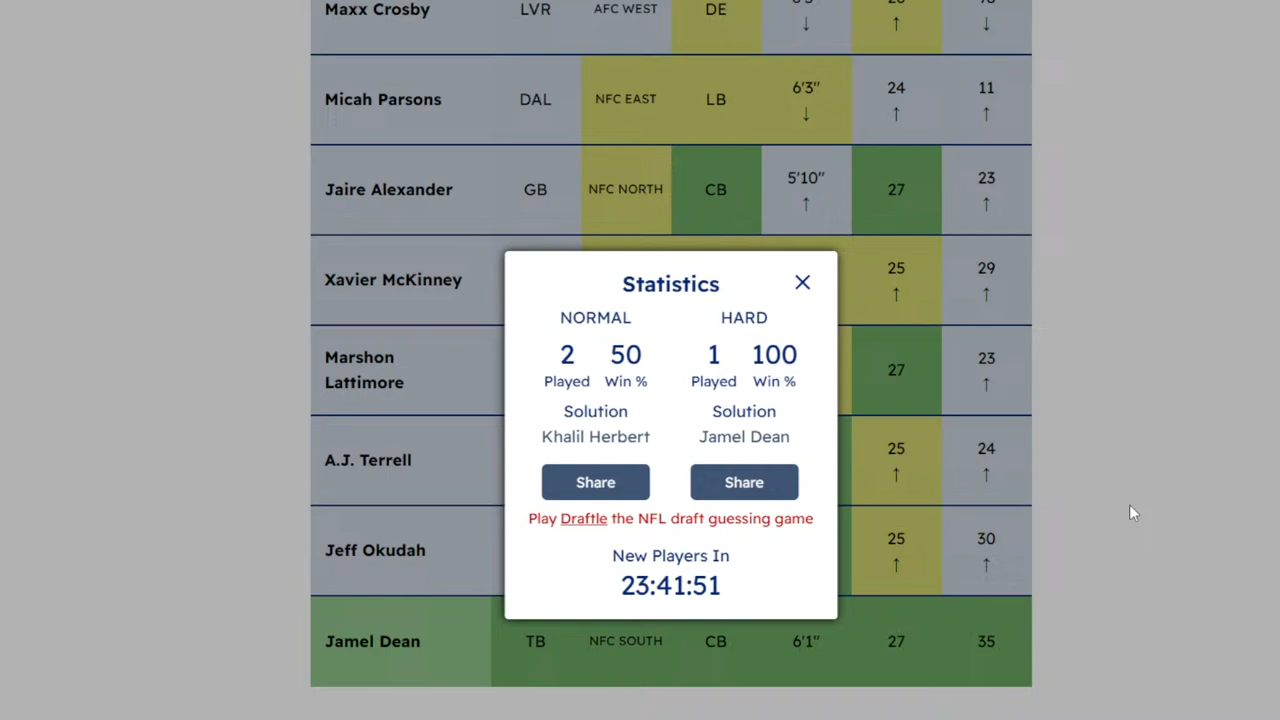 Maxx Crosby LVR AFC WEST DE
↓ ↑ ↓
Micah Parsons DAL NFC EAST LB 6'3" 24 11
↓ ↑ ↑
Jaire Alexander GB NFC NORTH CB 5'10" 27 23
↑ ↑
Xavier McKinney 25 29
↑ ↑
Marshon
Lattimore 27 23
↑
A.J. Terrell 25 24
↑ ↑
Jeff Okudah 25 30
↑ ↑
Jamel Dean TB NFC SOUTH CB 6'1" 27 35
Statistics
NORMAL HARD
2 50 1 100
Played Win % Played Win %
Solution Solution
Khalil Herbert Jamel Dean
Share Share
Play Draftle the NFL draft guessing game
New Players In
23:41:51